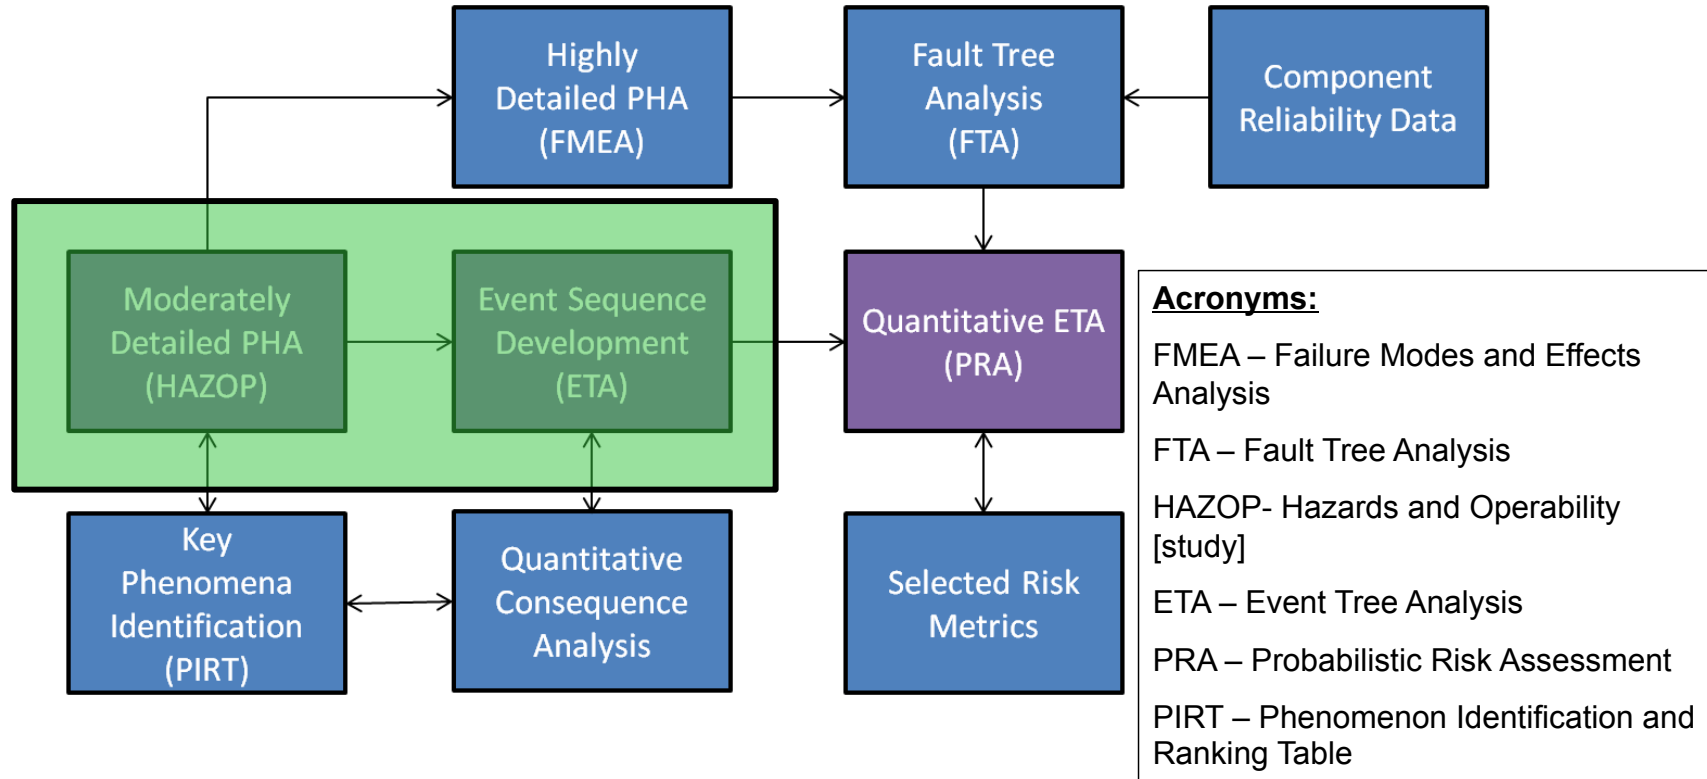 Highly
Detailed PHA
(FMEA)
Fault Tree
Analysis
(FTA)
Component
Reliability Data
Moderately
Detailed PHA
(HAZOP)
Event Sequence
Development
(ETA)
Quantitative ETA
(PRA)
Key
Phenomena
Identification
(PIRT)
Quantitative
Consequence
Analysis
Selected Risk
Metrics
Acronyms:
FMEA – Failure Modes and Effects
Analysis
FTA – Fault Tree Analysis
HAZOP- Hazards and Operability
[study]
ETA – Event Tree Analysis
PRA – Probabilistic Risk Assessment
PIRT – Phenomenon Identification and
Ranking Table